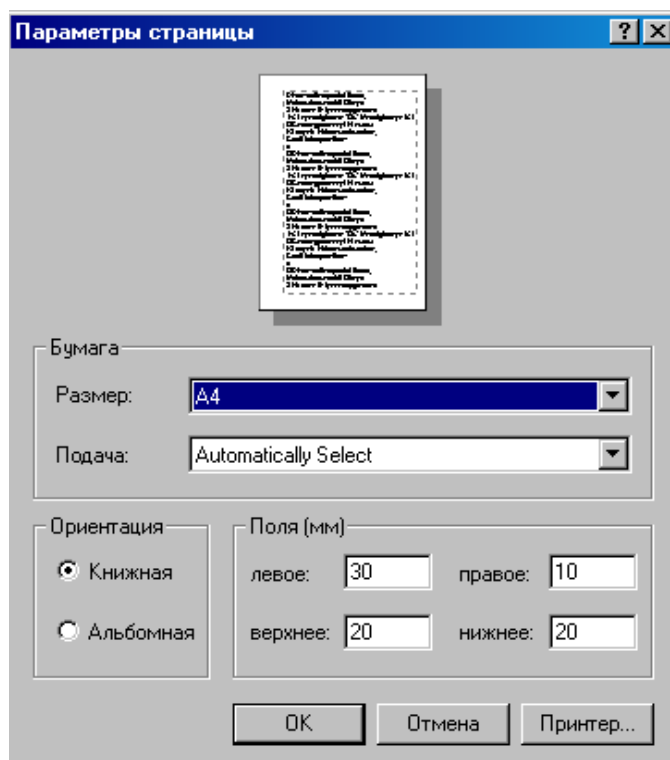 Параметры страницы
Бумага
Размер: A4
Подача: Automatically Select
Ориентация
Книжная
Альбомная
Поля (мм)
левое: 30 правое: 10
верхнее: 20 нижнее: 20
OK Отмена Принтер...